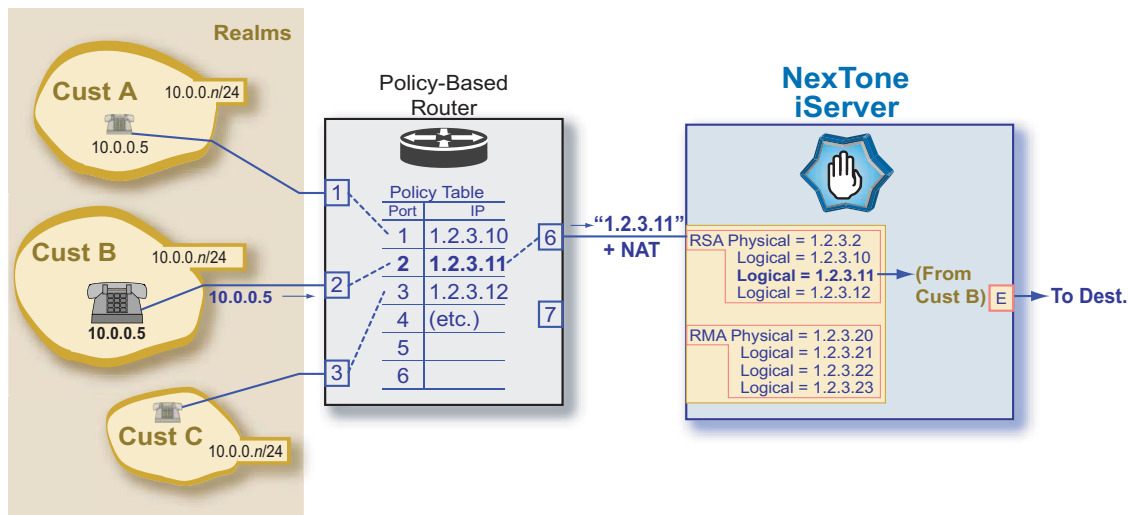 Realms
Cust A
10.0.0.n/24
10.0.0.5
Cust B
10.0.0.n/24
10.0.0.5
10.0.0.5
Cust C
10.0.0.n/24
Policy-Based
Router
1
2
3
Policy Table
Port IP
1 1.2.3.10
2 1.2.3.11
3 1.2.3.12
4 (etc.)
5
6
6
7
“1.2.3.11”
+ NAT
NexTone
iServer
RSA Physical = 1.2.3.2
Logical = 1.2.3.10
Logical = 1.2.3.11
Logical = 1.2.3.12
(From
Cust B)
E
To Dest.
RMA Physical = 1.2.3.20
Logical = 1.2.3.21
Logical = 1.2.3.22
Logical = 1.2.3.23